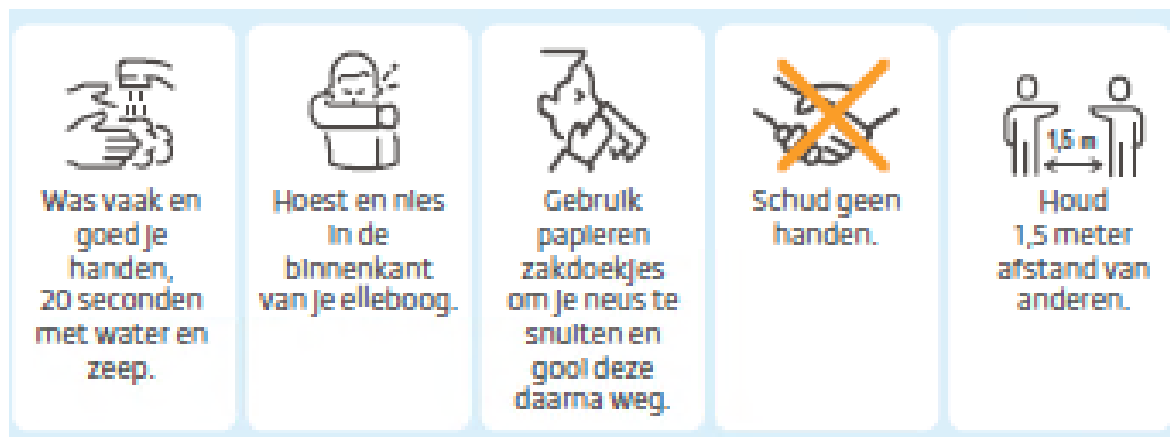 Was vaak en
goed je
handen,
20 seconden
met water en
zeep.
Hoest en nies
in de
binnenkant
van je elleboog.
Gebruik
papieren
zakdoekjes
om je neus te
snuiten en
gooi deze
daarna weg.
Schud geen
handen.
1,5 m
Houd
1,5 meter
afstand van
anderen.